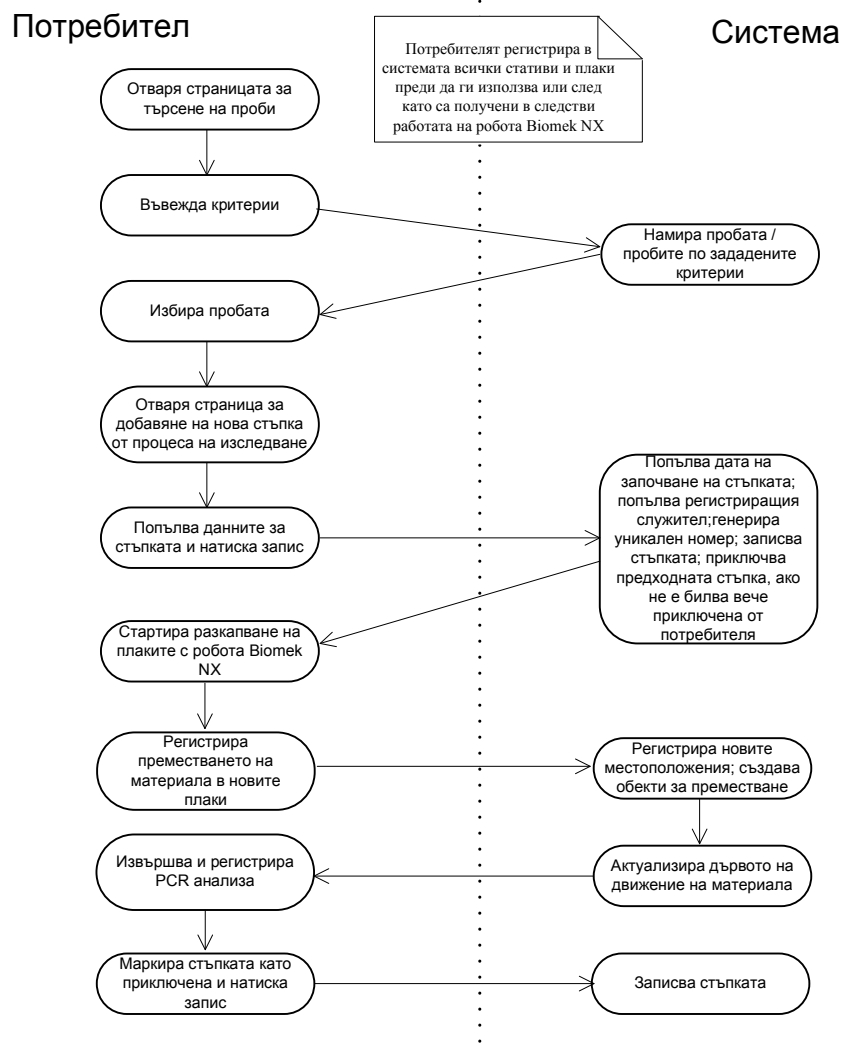 Потребител
Система
Потребителят регистрира в
системата всички стативи и плаки
преди да ги използва или след
като са получени в следстви
работата на робота Biomek NX
Отваря страницата за
търсене на проби
Въвежда критерии
Намира пробата /
пробите по зададените
критерии
Избира пробата
Отваря страница за
добавяне на нова стъпка
от процеса на изследване
Попълва данните за
стъпката и натиска запис
Попълва дата на
започване на стъпката;
попълва регистриращия
служител;генерира
уникален номер; записва
стъпката; приключва
предходната стъпка, ако
не е билва вече
приключена от
потребителя
Стартира разкапване на
плаките с робота Biomek
NX
Регистрира
преместването на
материала в новите
плаки
Регистрира новите
местоположения; създава
обекти за преместване
Актуализира дървото на
движение на материала
Извършва и регистрира
PCR анализа
Маркира стъпката като
приключена и натиска
запис
Записва стъпката